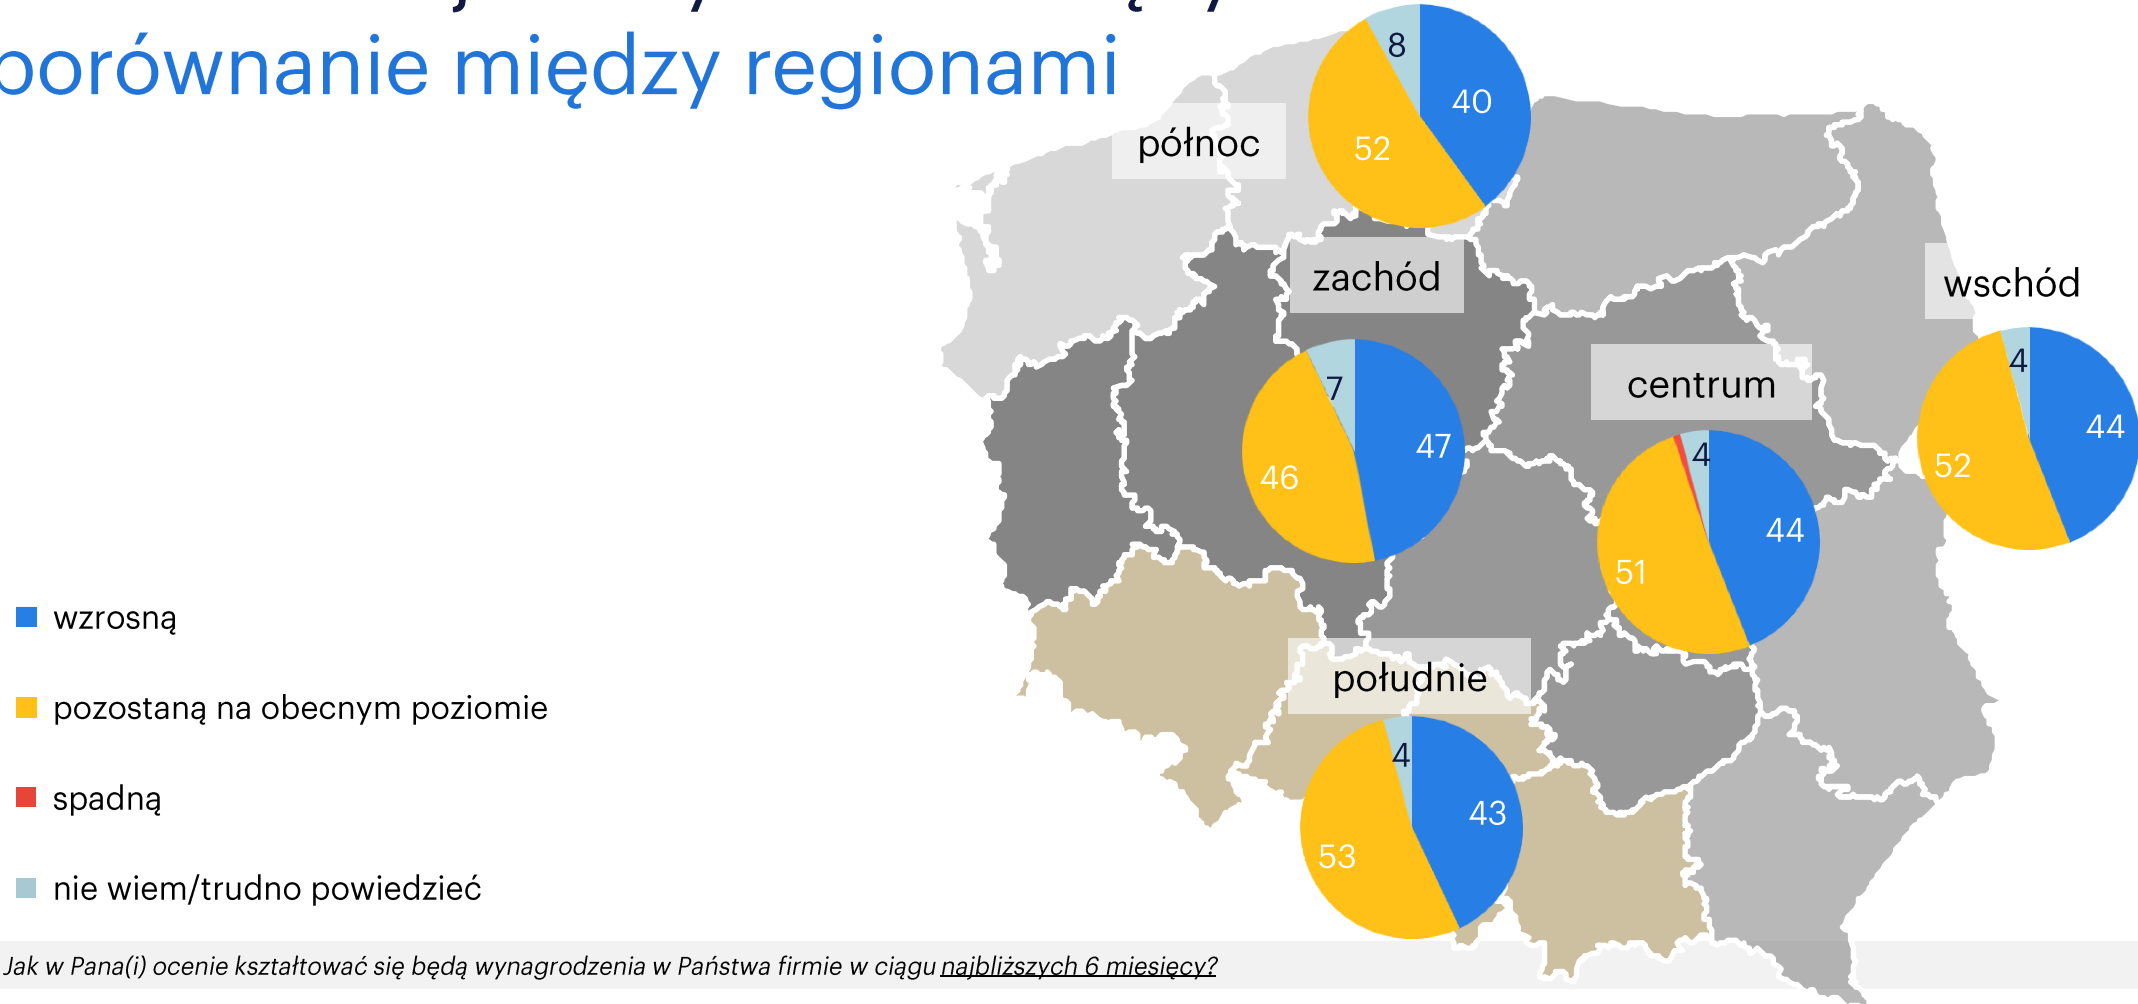 porównanie między regionami
północ
8
40
52
zachód
7
47
46
wschód
4
44
52
centrum
4
44
51
południe
4
43
53
wzrosną
pozostaną na obecnym poziomie
spadną
nie wiem/trudno powiedzieć
Jak w Pana(i) ocenie kształtować się będą wynagrodzenia w Państwa firmie w ciągu najbliższych 6 miesięcy?